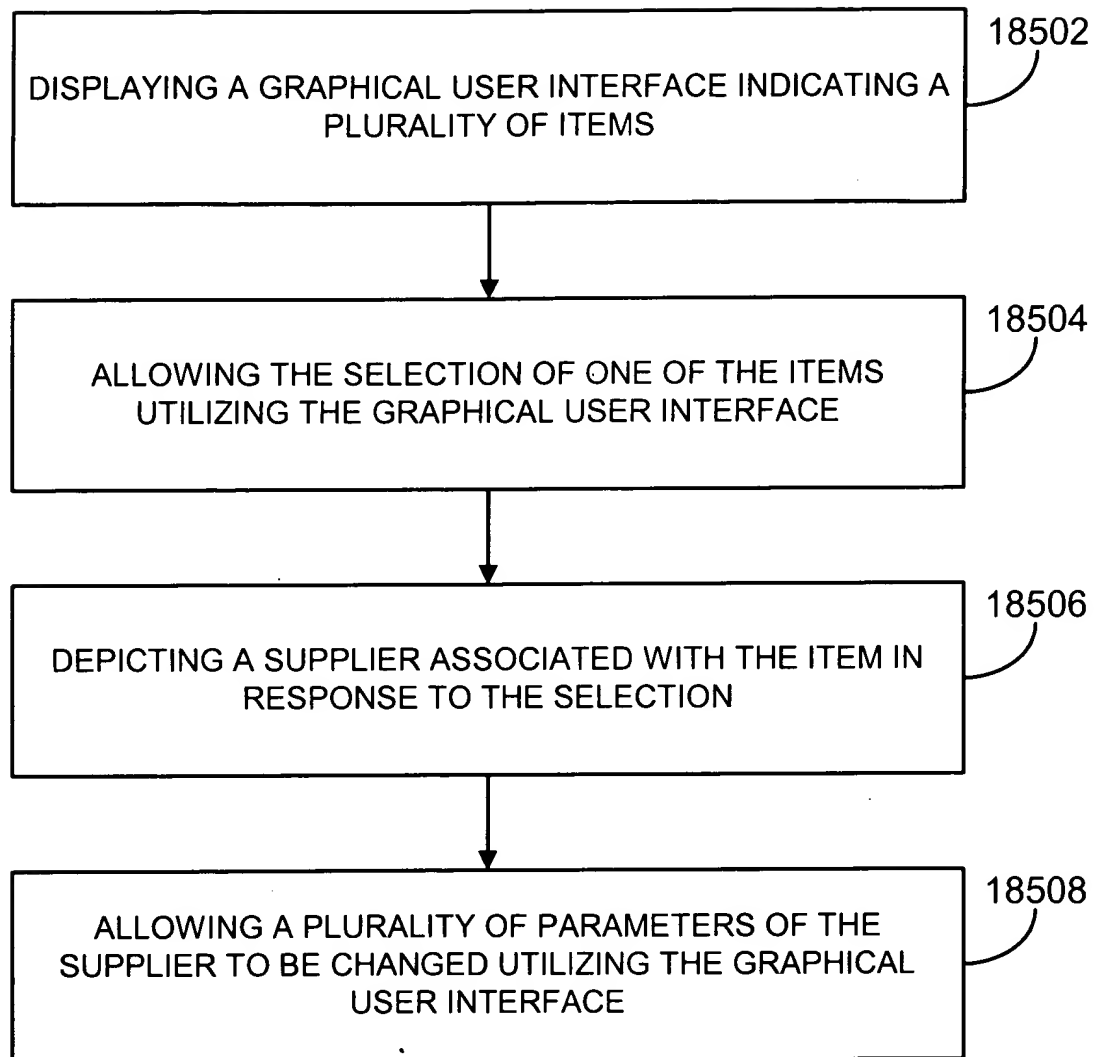 18502
DISPLAYING A GRAPHICAL USER INTERFACE INDICATING A
PLURALITY OF ITEMS
18504
ALLOWING THE SELECTION OF ONE OF THE ITEMS
UTILIZING THE GRAPHICAL USER INTERFACE
18506
DEPICTING A SUPPLIER ASSOCIATED WITH THE ITEM IN
RESPONSE TO THE SELECTION
18508
ALLOWING A PLURALITY OF PARAMETERS OF THE
SUPPLIER TO BE CHANGED UTILIZING THE GRAPHICAL
USER INTERFACE